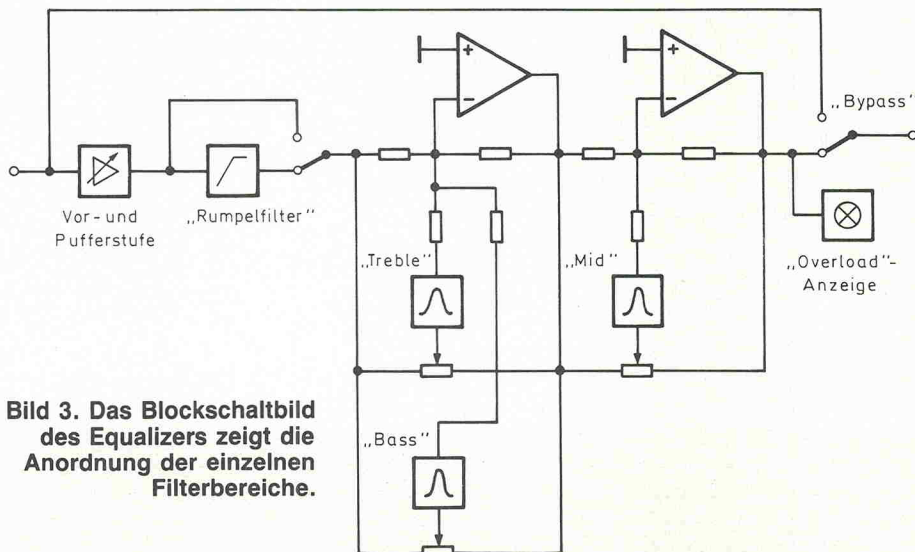 +
−
+
−
„Bypass"
Vor- und
Pufferstufe
„Rumpelfilter"
„Treble"
„Mid"
„Overload"-
Anzeige
„Bass"
Bild 3. Das Blockschaltbild
des Equalizers zeigt die
Anordnung der einzelnen
Filterbereiche.